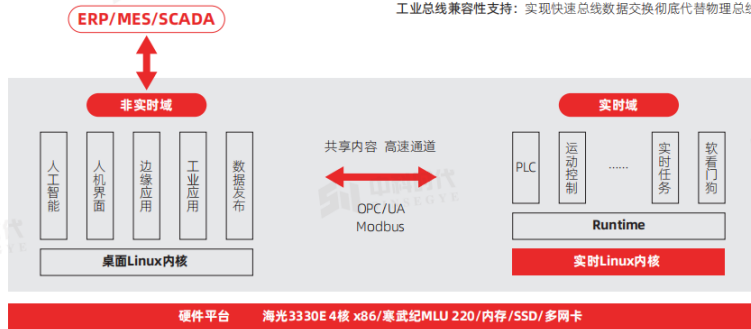 ERP/MES/SCADA
工业总线兼容性支持：实现快速总线数据交换彻底代替物理总线
非实时域
实时域
人工智能
人机界面
边缘应用
工业应用
数据发布
共享内容 高速通道
OPC/UA
Modbus
PLC
运动控制
......
实时任务
软看门狗
Runtime
桌面Linux内核
实时Linux内核
硬件平台 海光3330E 4核 x86/寒武纪MLU 220/内存/SSD/多网卡
中科时代